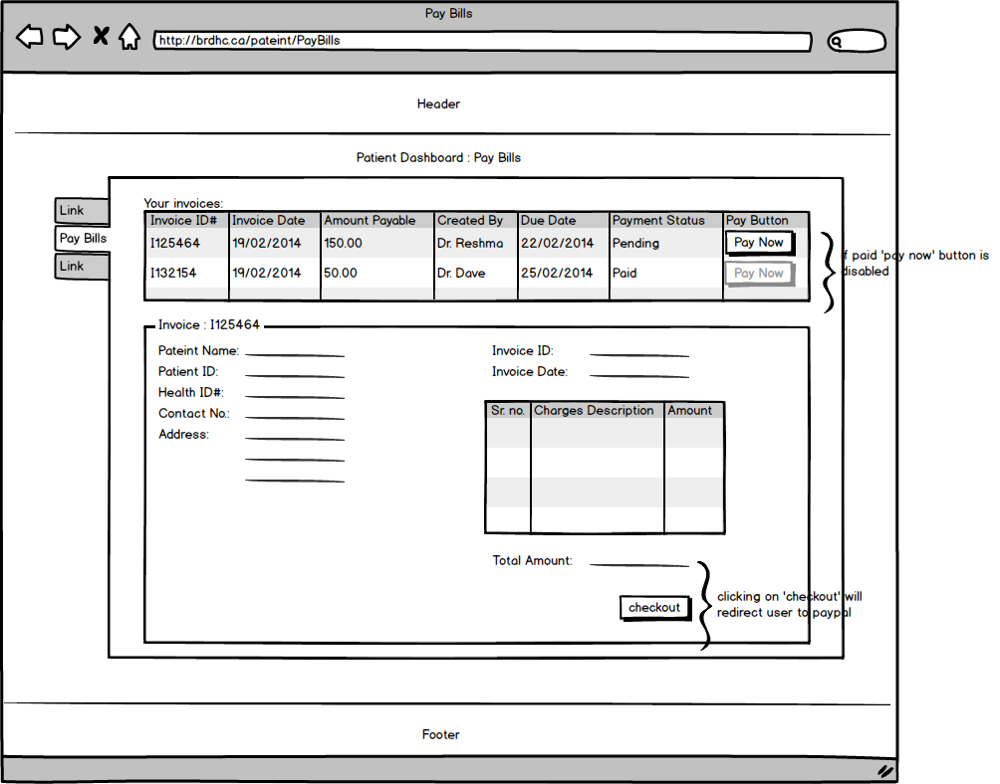 Pay Bills
http://brdhc.ca/pateint/PayBills
Header
Patient Dashboard : Pay Bills
Link
Pay Bills
Link
Your invoices:
Invoice ID# Invoice Date Amount Payable Created By Due Date Payment Status Pay Button
I125464 19/02/2014 150.00 Dr. Reshma 22/02/2014 Pending Pay Now
I132154 19/02/2014 50.00 Dr. Dave 25/02/2014 Paid Pay Now
if paid 'pay now' button is
disabled
Invoice : I125464
Pateint Name:
Patient ID:
Health ID#:
Contact No.:
Address:
Invoice ID:
Invoice Date:
Sr. no. Charges Description Amount
Total Amount:
checkout
clicking on 'checkout' will
redirect user to paypal
Footer